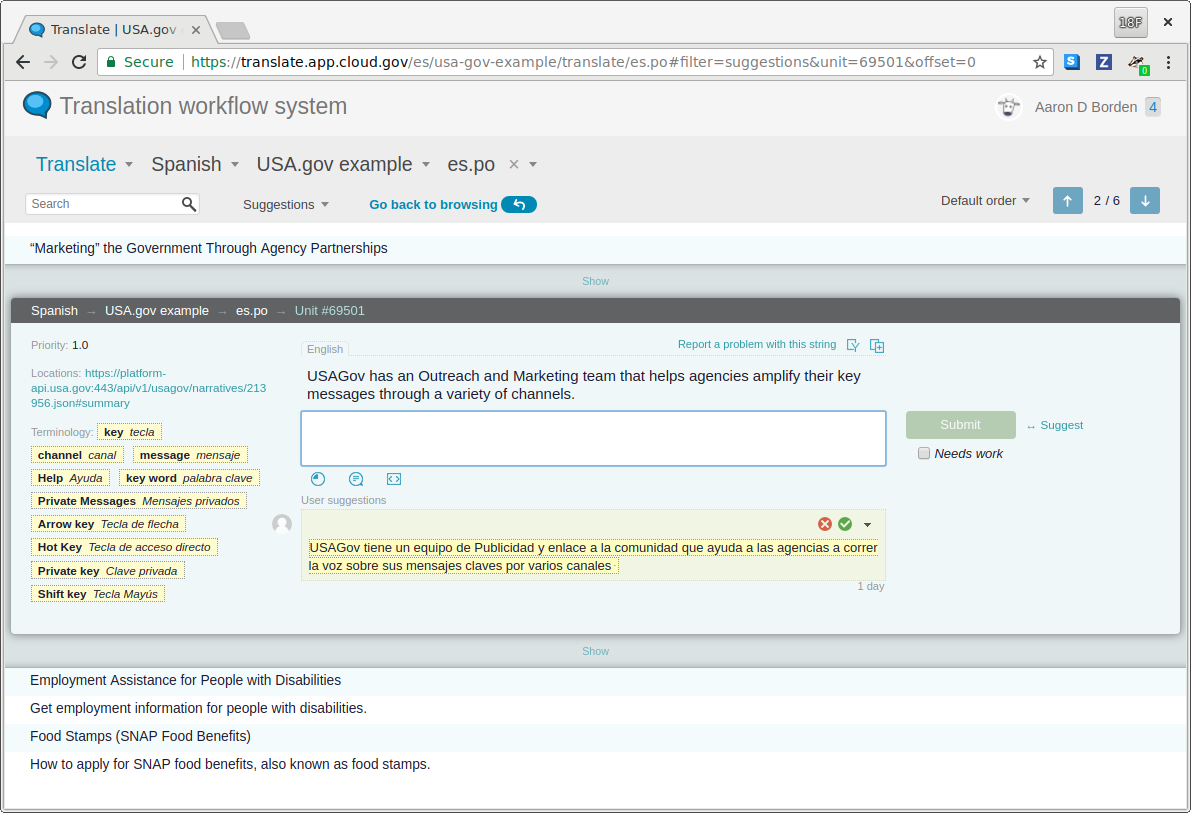 Translate | USA.gov
18F
Secure
https://translate.app.cloud.gov/es/usa-gov-example/translate/es.po#filter=suggestions&unit=69501&offset=0
S
Z
0
Translation workflow system
Aaron D Borden 4
Translate Spanish USA.gov example es.po ×
Search
Suggestions
Go back to browsing
Default order
2 / 6
“Marketing” the Government Through Agency Partnerships
Show
Spanish → USA.gov example → es.po → Unit #69501
Priority: 1.0
Locations: https://platform-
api.usa.gov:443/api/v1/usagov/narratives/213
956.json#summary
Terminology: key tecla
channel canal message mensaje
Help Ayuda key word palabra clave
Private Messages Mensajes privados
Arrow key Tecla de flecha
Hot Key Tecla de acceso directo
Private key Clave privada
Shift key Tecla Mayús
English
Report a problem with this string
USAGov has an Outreach and Marketing team that helps agencies amplify their key
messages through a variety of channels.
Submit
↔ Suggest
Needs work
User suggestions
USAGov tiene un equipo de Publicidad y enlace a la comunidad que ayuda a las agencias a correr
la voz sobre sus mensajes claves por varios canales
1 day
Show
Employment Assistance for People with Disabilities
Get employment information for people with disabilities.
Food Stamps (SNAP Food Benefits)
How to apply for SNAP food benefits, also known as food stamps.